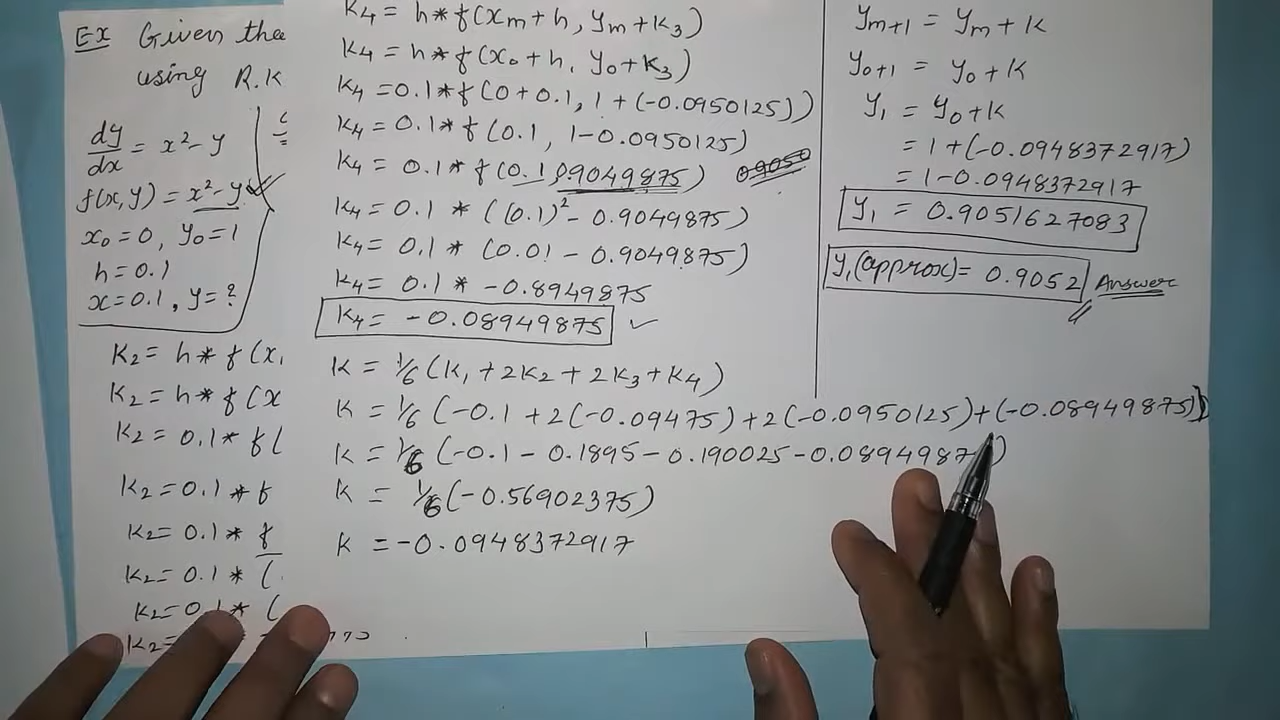 Ex Given tha
using R.K
dy/dx = x² - y
f(x,y) = x² - y
x₀ = 0, y₀ = 1
h = 0.1
x = 0.1, y = ?
K₂ = h * f(x,
K₂ = h * f(x
K₂ = 0.1 * f(
K₂ = 0.1 * f
K₂ = 0.1 * f
K₂ = 0.1 * (
K₂ = 0.1 * (
K₂ =
K₄ = h * f(xm + h, ym + K₃)
K₄ = h * f(x₀ + h, y₀ + K₃)
K₄ = 0.1 * f(0 + 0.1, 1 + (-0.0950125))
K₄ = 0.1 * f(0.1, 1 - 0.0950125)
K₄ = 0.1 * f(0.1, 0.9049875)
K₄ = 0.1 * ((0.1)² - 0.9049875)
K₄ = 0.1 * (0.01 - 0.9049875)
K₄ = 0.1 * -0.8949875
K₄ = -0.08949875 ✓
K = 1/6 (K₁ + 2K₂ + 2K₃ + K₄)
K = 1/6 (-0.1 + 2(-0.09475) + 2(-0.0950125) + (-0.08949875))
K = 1/6 (-0.1 - 0.1895 - 0.190025 - 0.0894987 )
K = 1/6 (-0.56902375)
K = -0.0948372917
ym+1 = ym + K
y0+1 = y₀ + K
y₁ = y₀ + K
= 1 + (-0.0948372917)
= 1 - 0.0948372917
y₁ = 0.9051627083
y₁(approx) = 0.9052 Answer